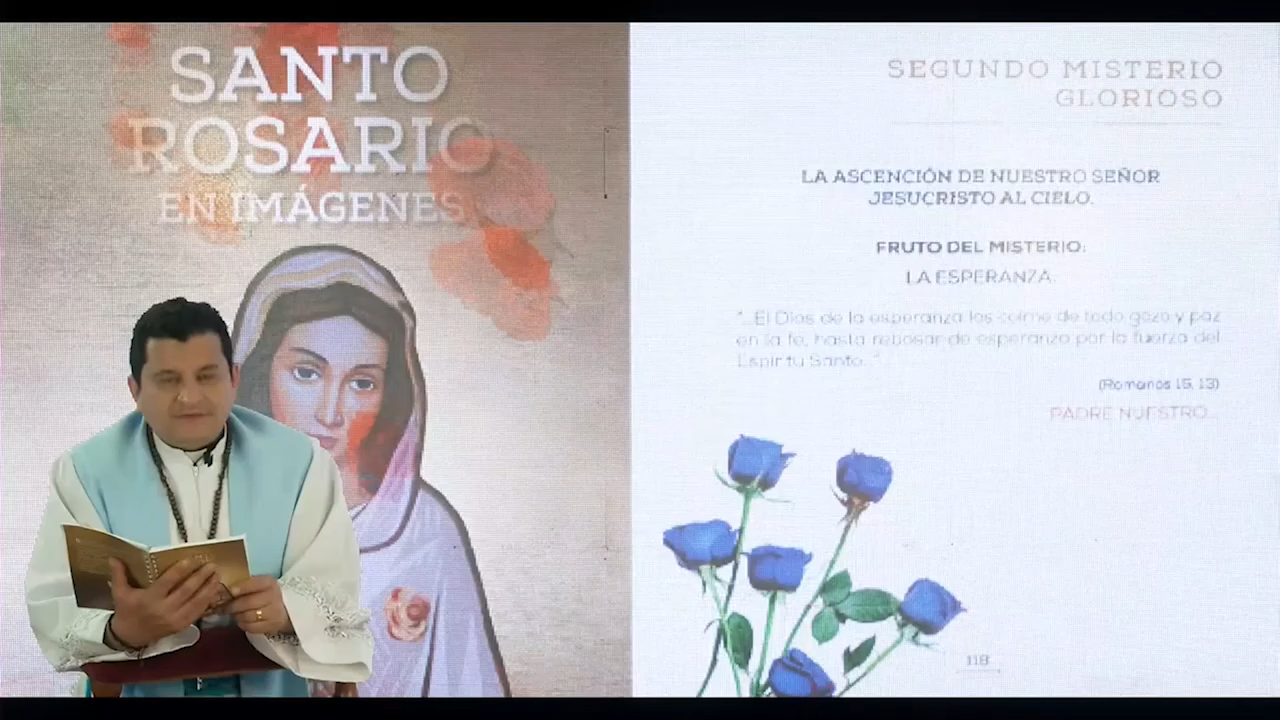 SANTO
ROSARIO
EN IMÁGENES
SEGUNDO MISTERIO
GLORIOSO
LA ASCENCIÓN DE NUESTRO SEÑOR
JESUCRISTO AL CIELO.
FRUTO DEL MISTERIO:
LA ESPERANZA.
"...El Dios de la esperanza los colme de todo gozo y paz
en la fe, hasta rebosar de esperanza por la fuerza del
Espíritu Santo..."
(Romanos 15, 13)
PADRE NUESTRO...
118